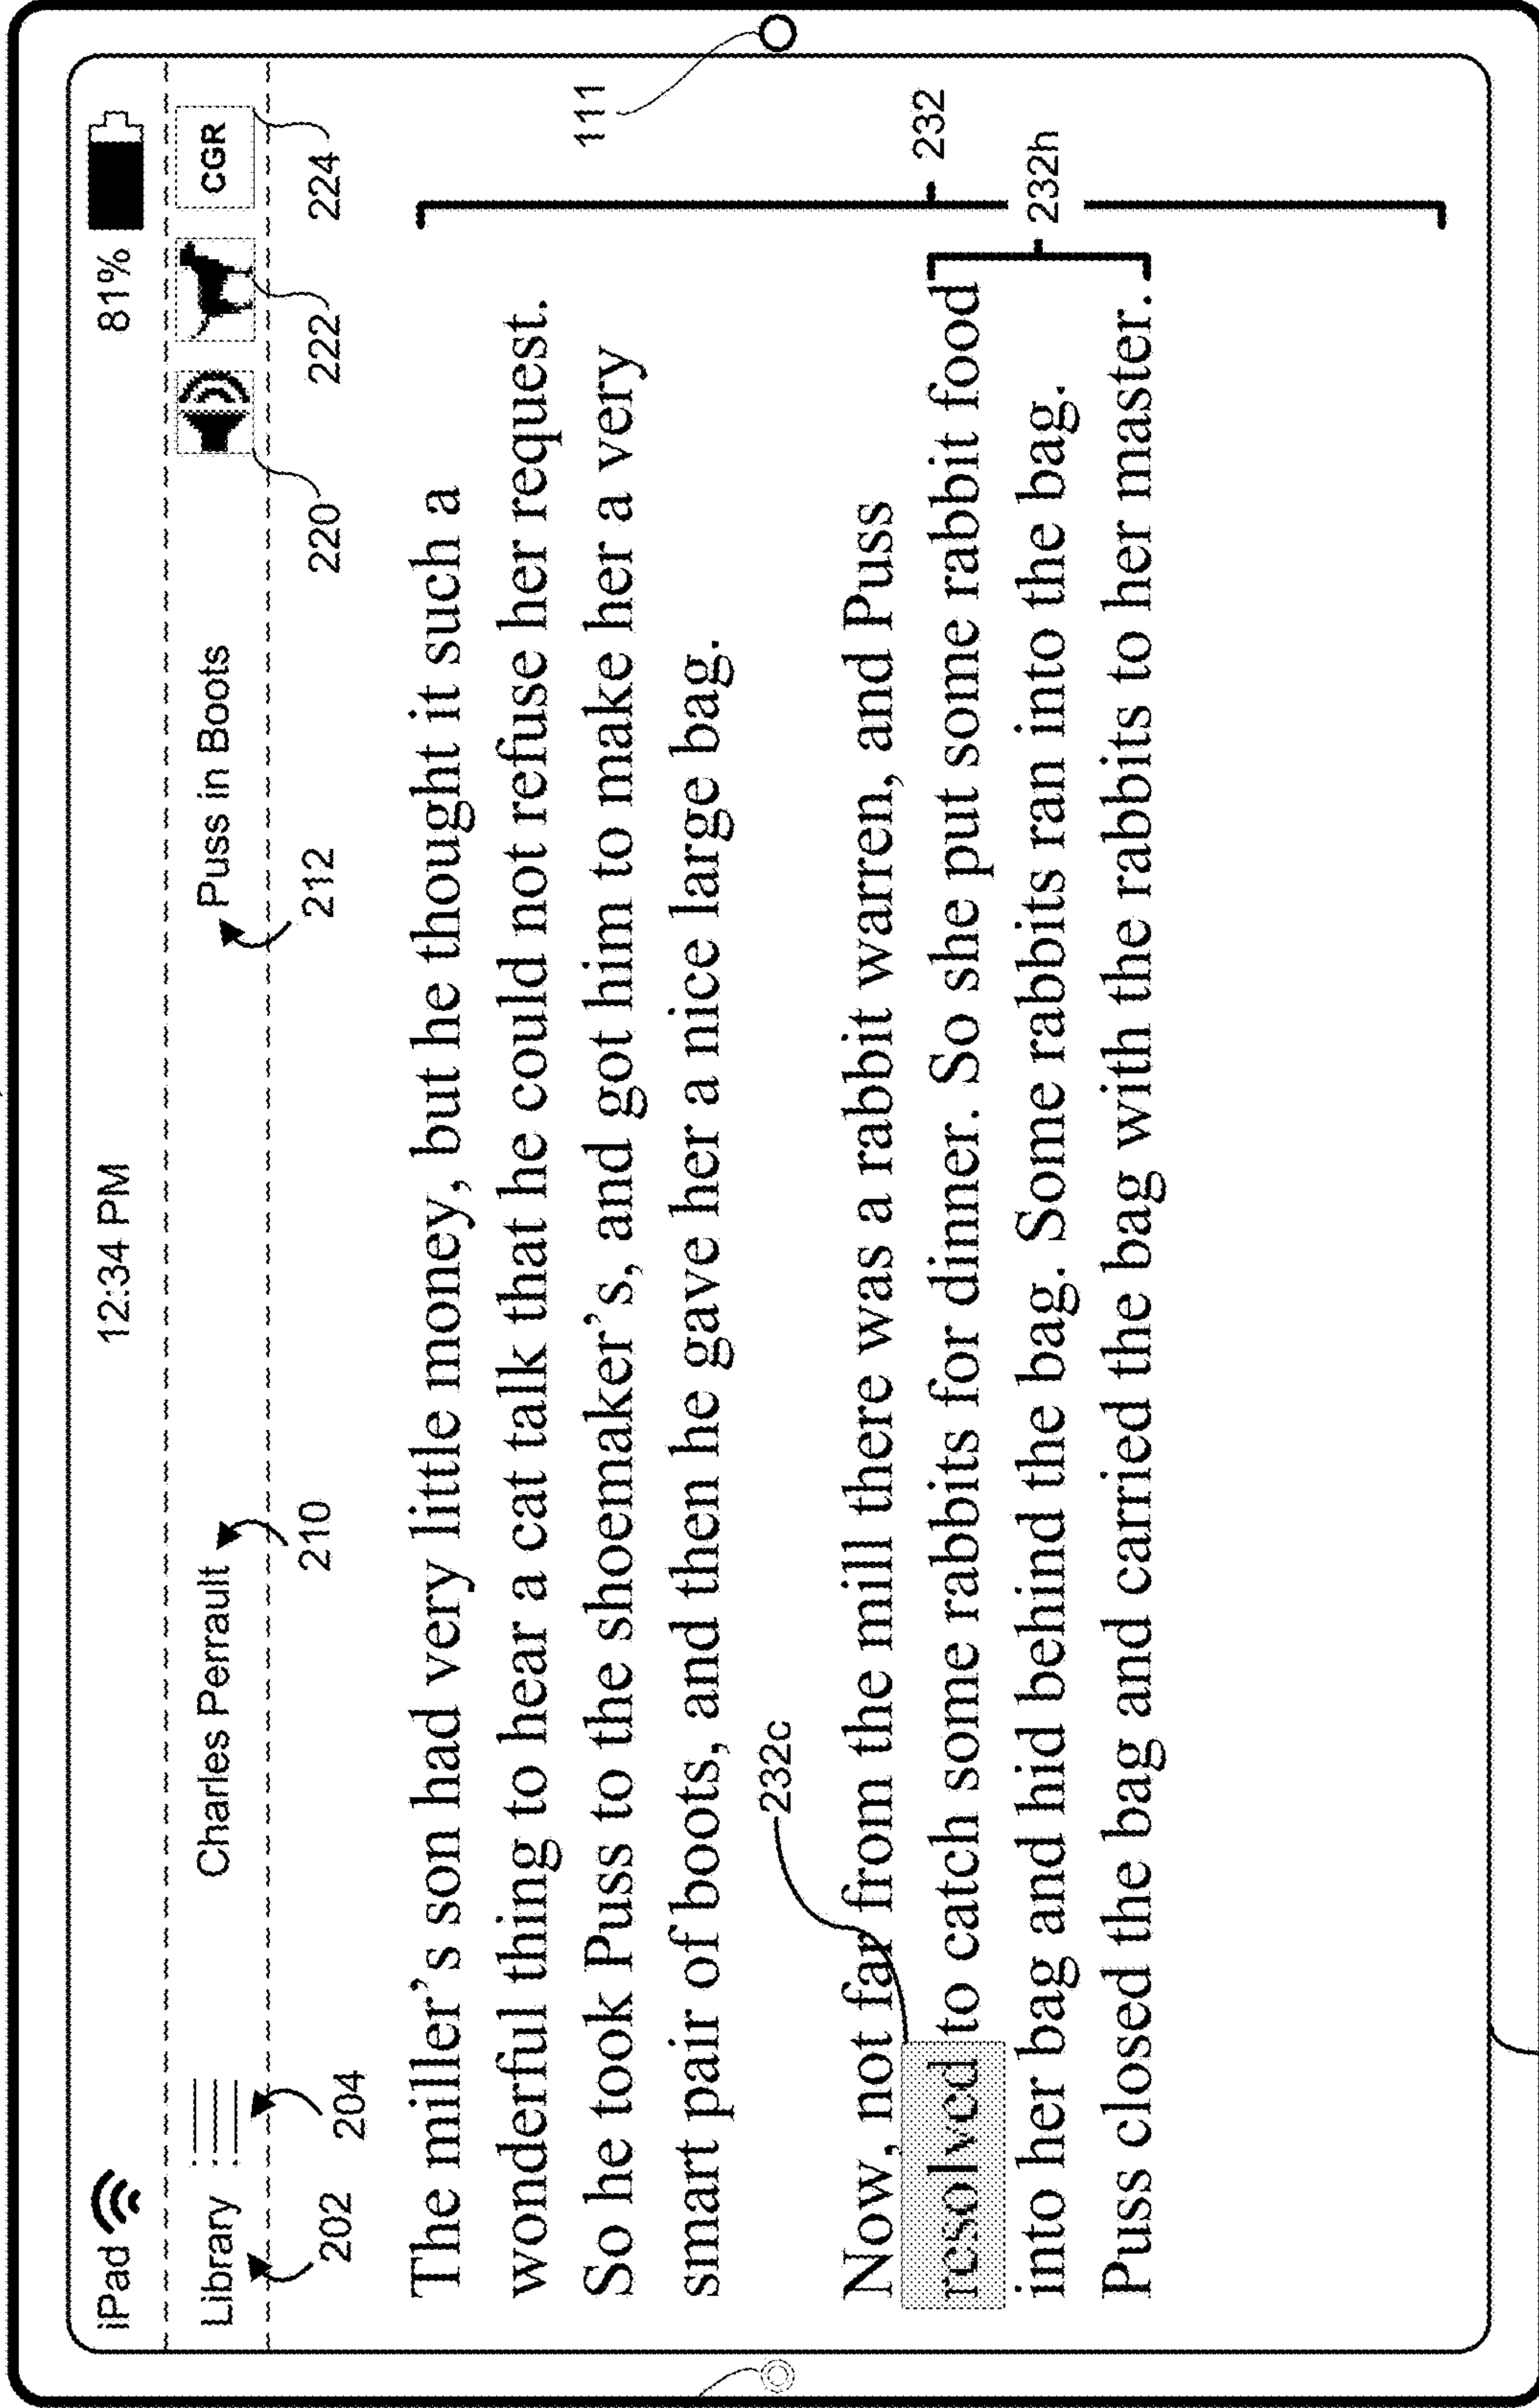 iPad 12:34 PM 81%
Library Charles Perrault Puss in Boots CGR
202 204 210 212 220 222 224
The miller’s son had very little money, but he thought it such a
wonderful thing to hear a cat talk that he could not refuse her request.
So he took Puss to the shoemaker’s, and got him to make her a very
smart pair of boots, and then he gave her a nice large bag.
111
232c
Now, not far from the mill there was a rabbit warren, and Puss
232
resolved to catch some rabbits for dinner. So she put some rabbit food
into her bag and hid behind the bag. Some rabbits ran into the bag.
232h
Puss closed the bag and carried the bag with the rabbits to her master.